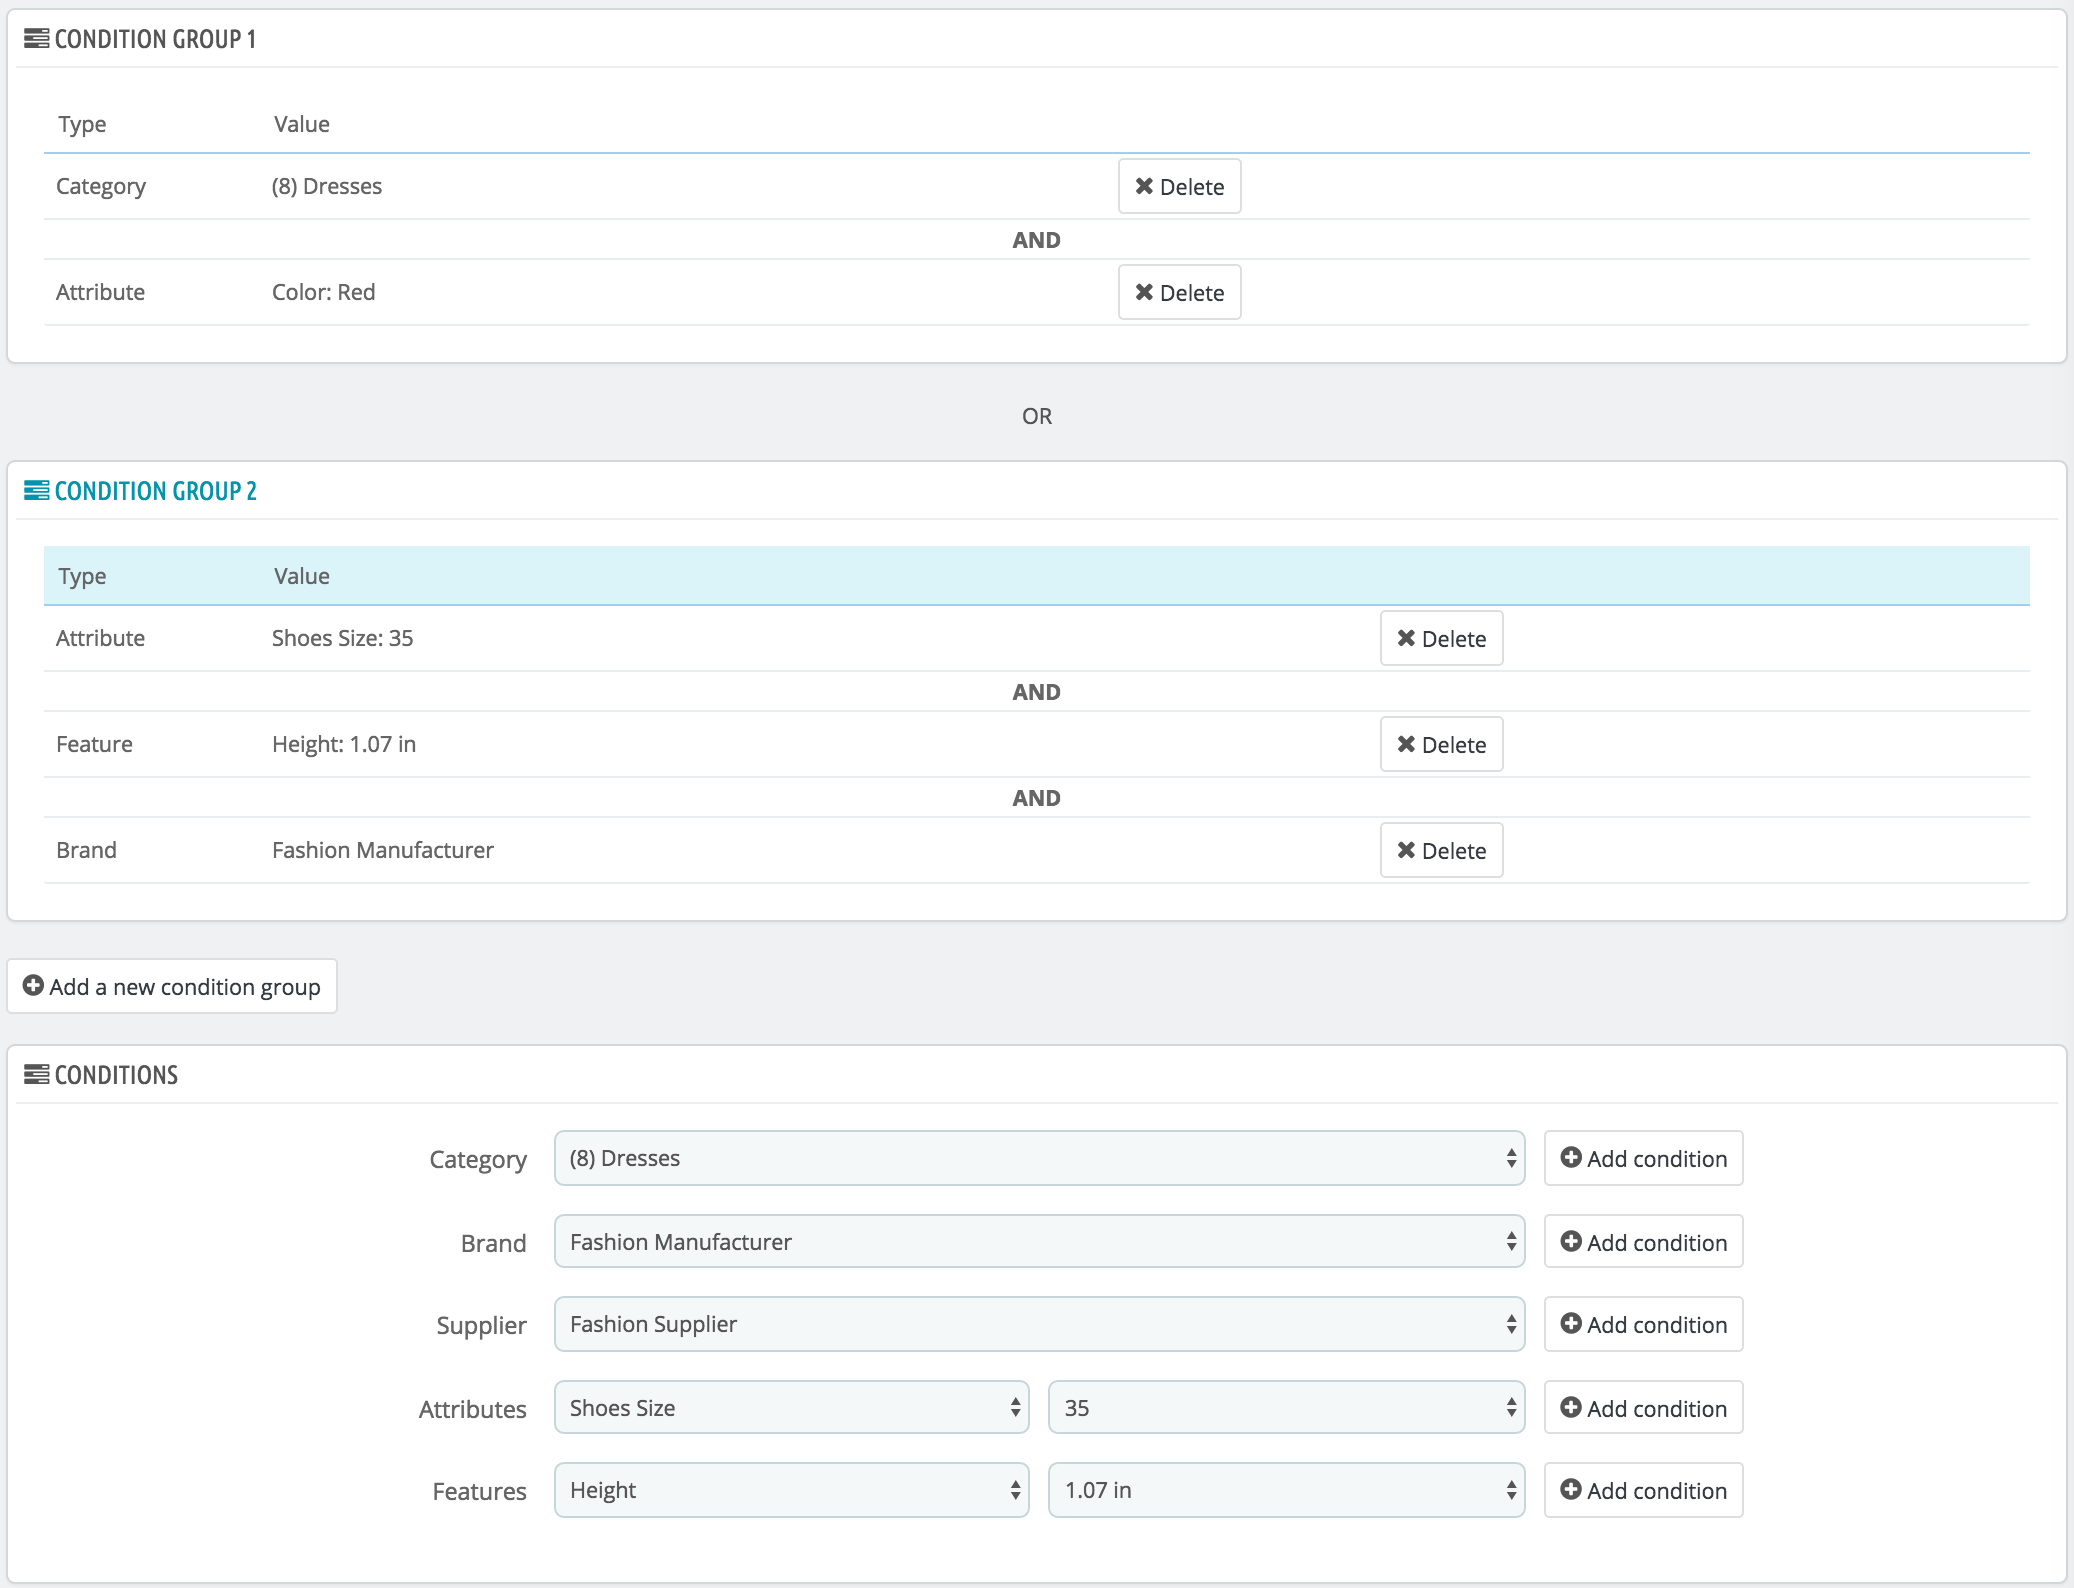 CONDITION GROUP 1
Type Value
Category (8) Dresses Delete
AND
Attribute Color: Red Delete
OR
CONDITION GROUP 2
Type Value
Attribute Shoes Size: 35 Delete
AND
Feature Height: 1.07 in Delete
AND
Brand Fashion Manufacturer Delete
Add a new condition group
CONDITIONS
Category (8) Dresses Add condition
Brand Fashion Manufacturer Add condition
Supplier Fashion Supplier Add condition
Attributes Shoes Size 35 Add condition
Features Height 1.07 in Add condition